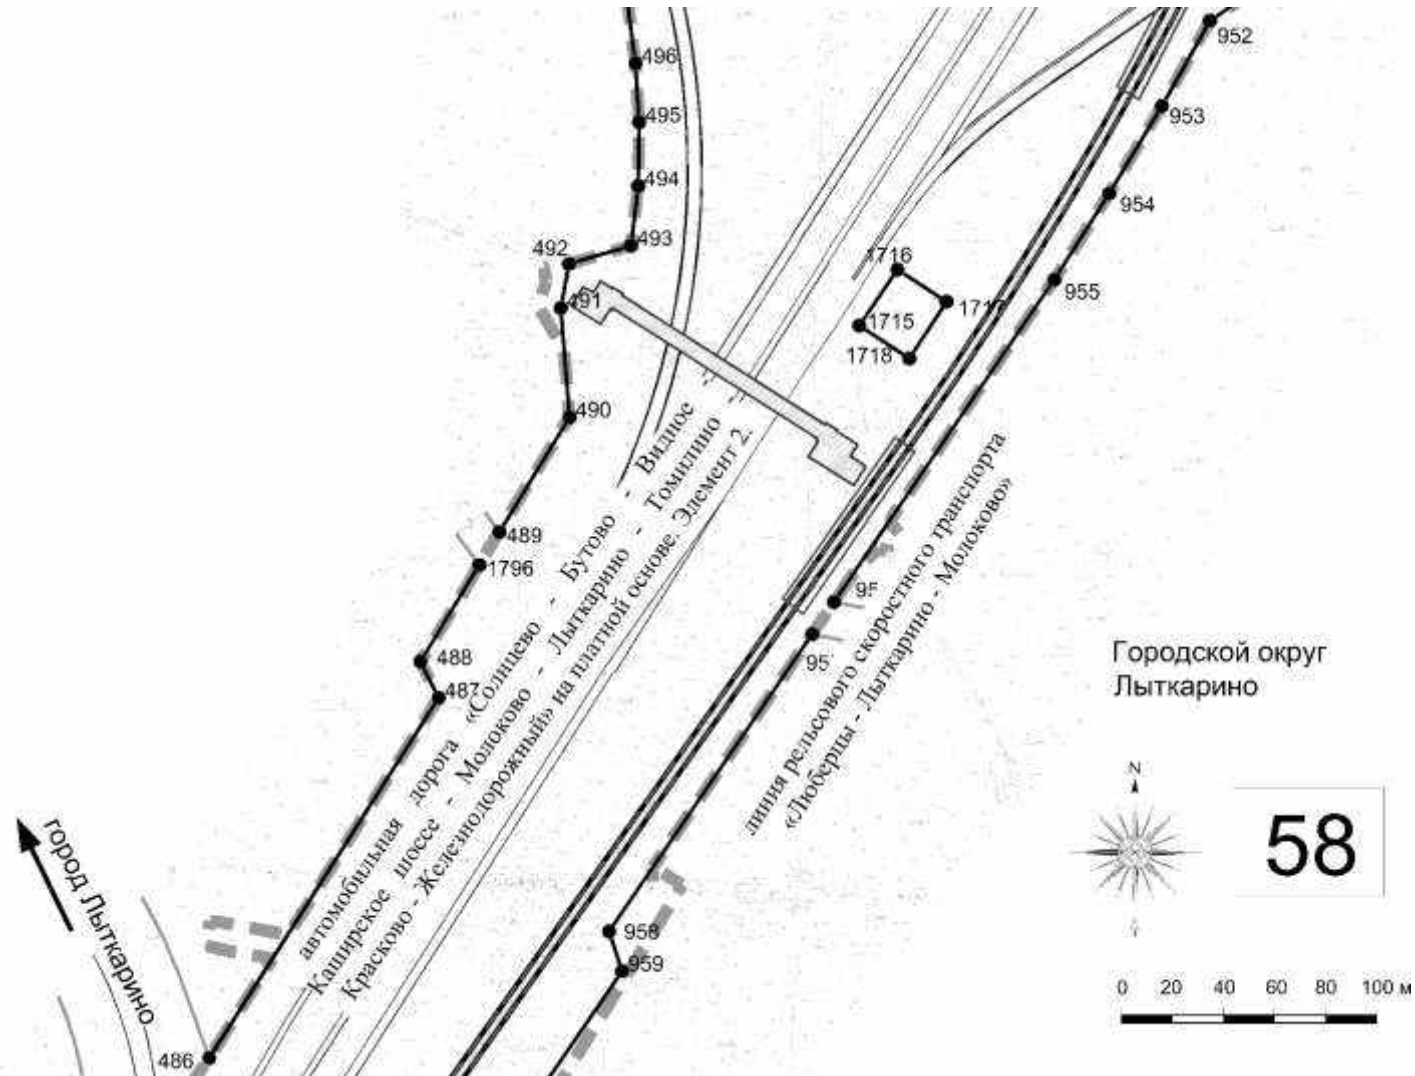 952
496
953
495
494
954
493
492
1716
955
491
1717
1715
1718
490
489
1796
488
487
958
959
486
автомобильная дорога «Солнцево - Бутово - Видное -
Каширское шоссе - Молоково - Лыткарино - Томилино -
Красково - Железнодорожный» на платной основе. Элемент 2.
линия рельсового скоростного транспорта
«Люберцы - Лыткарино - Молоково»
Городской округ
Лыткарино
N
58
город Лыткарино
0 20 40 60 80 100 м